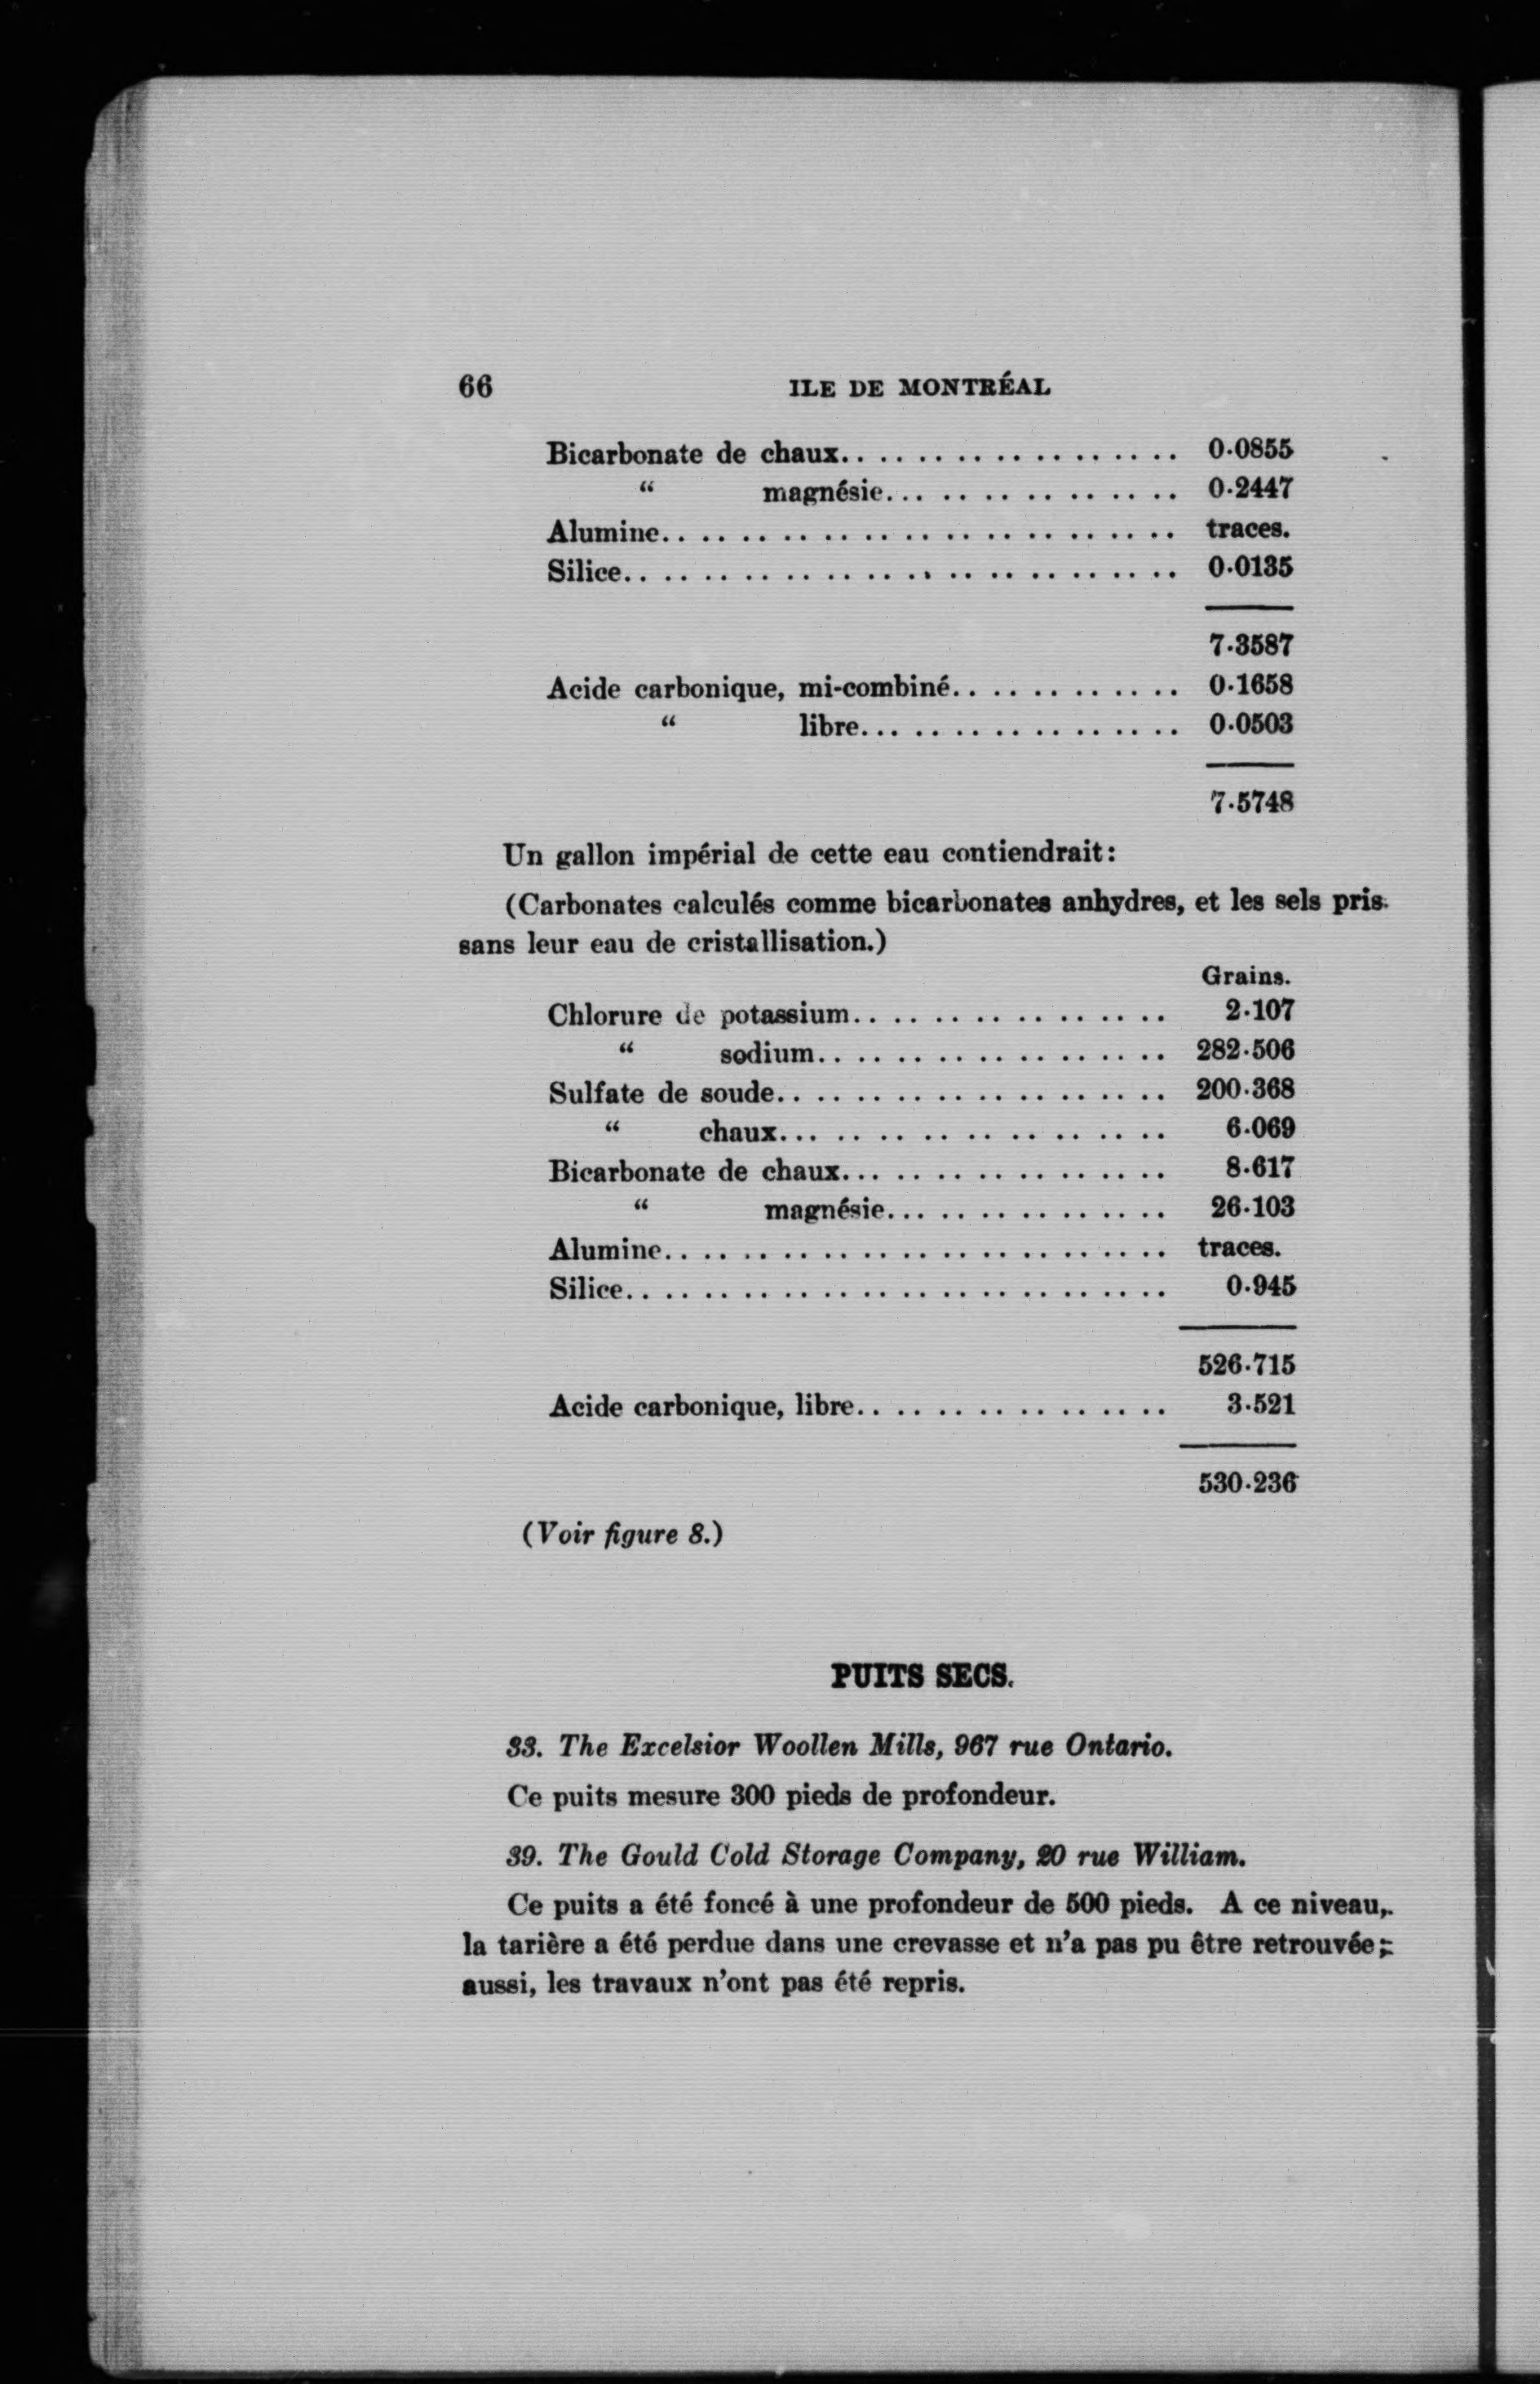 66 ILE DE MONTRÉAL
Bicarbonate de chaux.................. 0·0855
“ magnésie................ 0·2447
Alumine.......................... traces.
Silice............................ 0·0135
7·3587
Acide carbonique, mi-combiné............ 0·1658
“ libre................. 0·0503
7·5748
Un gallon impérial de cette eau contiendrait:
(Carbonates calculés comme bicarbonates anhydres, et les sels pris
sans leur eau de cristallisation.)
Grains.
Chlorure de potassium................. 2·107
“ sodium................... 282·506
Sulfate de soude.................... 200·368
“ chaux.................... 6·069
Bicarbonate de chaux................. 8·617
“ magnésie............... 26·103
Alumine.......................... traces.
Silice............................ 0·945
526·715
Acide carbonique, libre................ 3·521
530·236
(Voir figure 8.)
PUITS SECS.
33. The Excelsior Woollen Mills, 967 rue Ontario.
Ce puits mesure 300 pieds de profondeur.
39. The Gould Cold Storage Company, 20 rue William.
Ce puits a été foncé à une profondeur de 500 pieds. A ce niveau,
la tarière a été perdue dans une crevasse et n’a pas pu être retrouvée;
aussi, les travaux n’ont pas été repris.